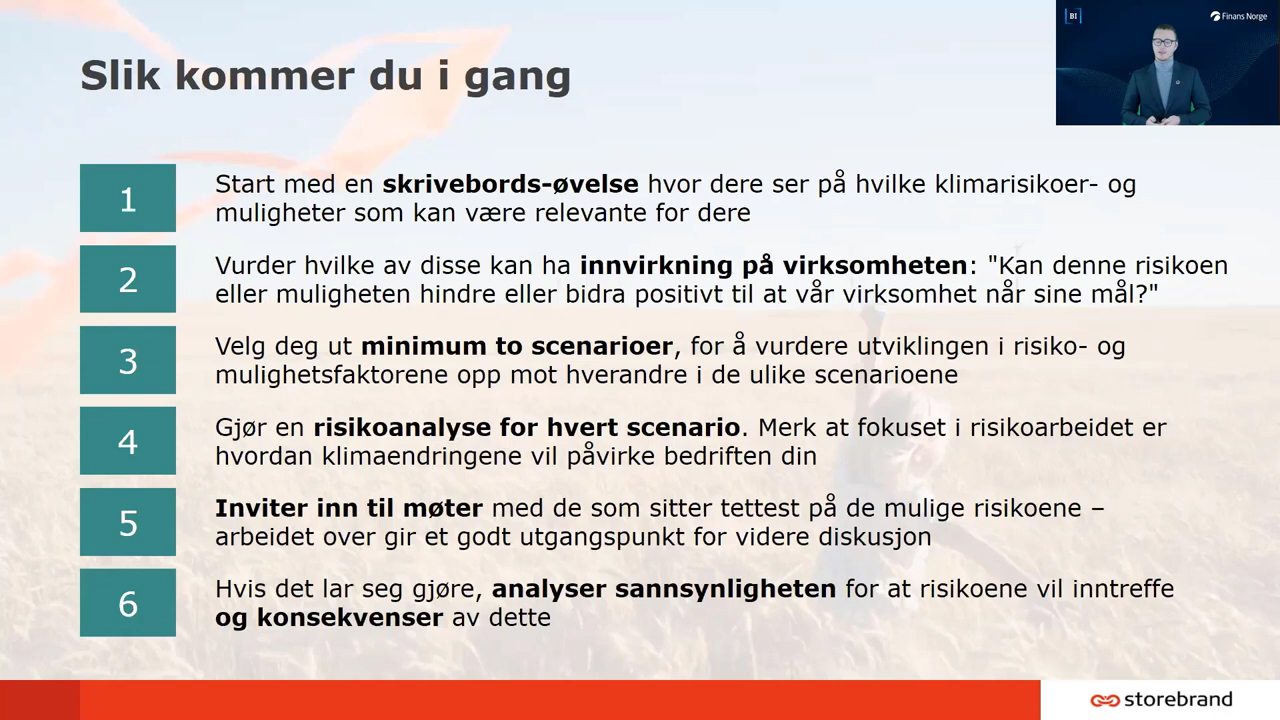 BI
Finans Norge
Slik kommer du i gang
1
Start med en skrivebords-øvelse hvor dere ser på hvilke klimarisikoer- og
muligheter som kan være relevante for dere
2
Vurder hvilke av disse kan ha innvirkning på virksomheten: "Kan denne risikoen
eller muligheten hindre eller bidra positivt til at vår virksomhet når sine mål?"
3
Velg deg ut minimum to scenarioer, for å vurdere utviklingen i risiko- og
mulighetsfaktorene opp mot hverandre i de ulike scenarioene
4
Gjør en risikoanalyse for hvert scenario. Merk at fokuset i risikoarbeidet er
hvordan klimaendringene vil påvirke bedriften din
5
Inviter inn til møter med de som sitter tettest på de mulige risikoene –
arbeidet over gir et godt utgangspunkt for videre diskusjon
6
Hvis det lar seg gjøre, analyser sannsynligheten for at risikoene vil inntreffe
og konsekvenser av dette
storebrand